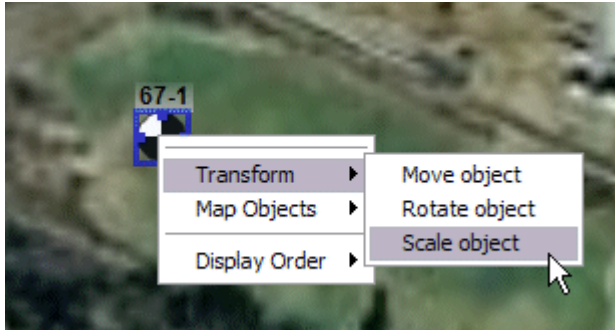 67-1
Transform
Map Objects
Display Order
Move object
Rotate object
Scale object